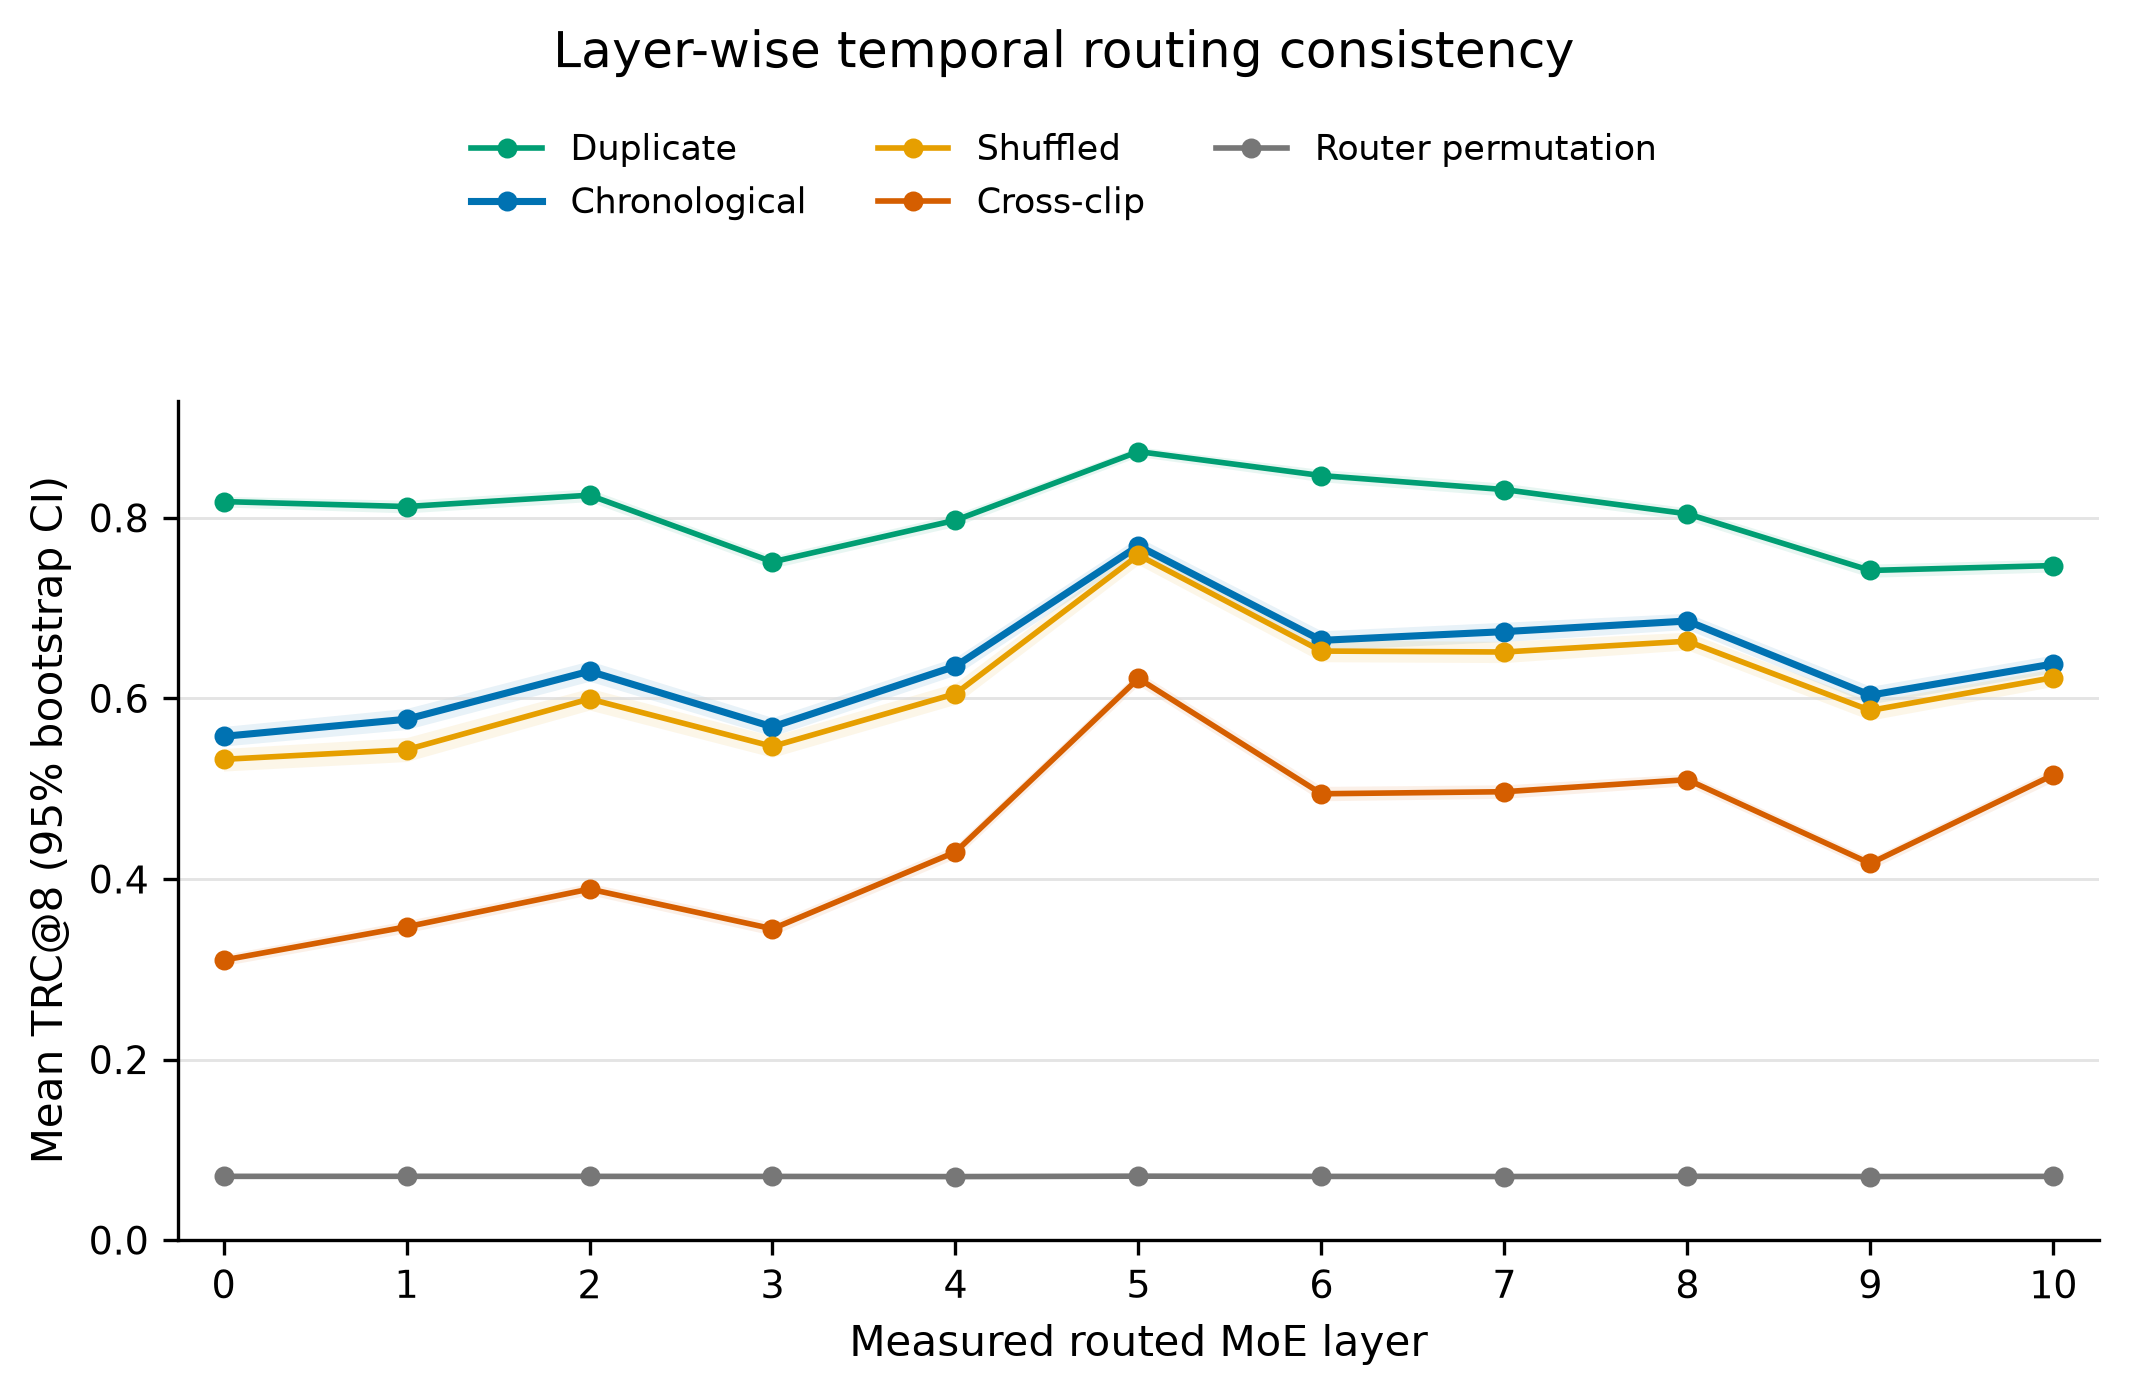 Layer-wise temporal routing consistency
Duplicate
Chronological
Shuffled
Cross-clip
Router permutation
Mean TRC@8 (95% bootstrap CI)
0.8
0.6
0.4
0.2
0.0
0 1 2 3 4 5 6 7 8 9 10
Measured routed MoE layer